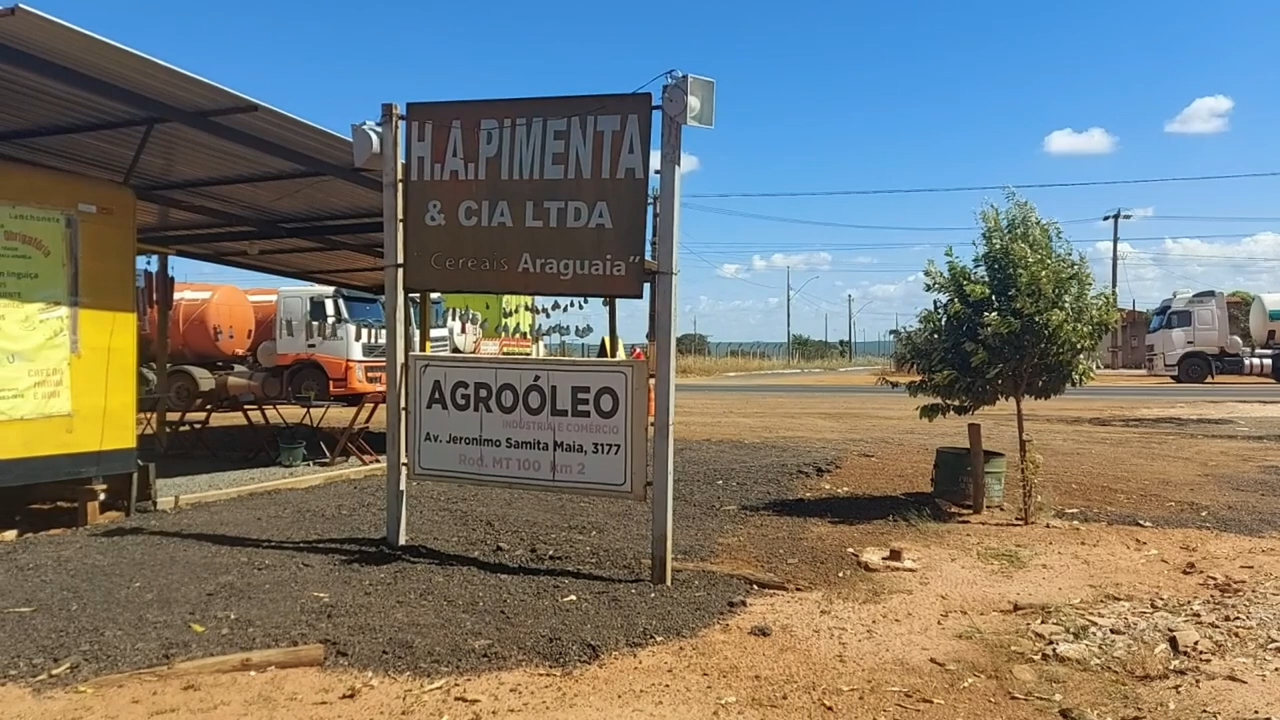 H.A.PIMENTA
& CIA LTDA
"Cereais Araguaia"
AGROÓLEO
INDÚSTRIA E COMÉRCIO
Av. Jeronimo Samita Maia, 3177
Rod. MT 100 km 2
Lanchonete
Obrigatória
linguiça